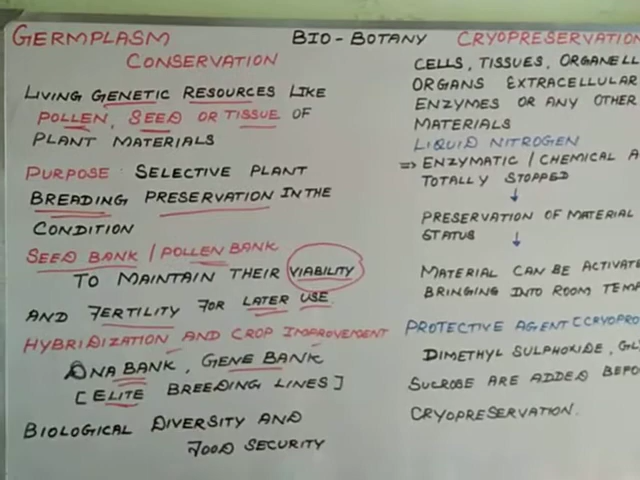 GERMPLASM CONSERVATION
BIO-BOTANY
LIVING GENETIC RESOURCES LIKE
POLLEN, SEED OR TISSUE OF
PLANT MATERIALS
PURPOSE SELECTIVE PLANT
BREADING PRESERVATION IN THE
CONDITION
SEED BANK / POLLEN BANK
TO MAINTAIN THEIR VIABILITY
AND FERTILITY FOR LATER USE.
HYBRIDIZATION AND CROP IMPROVEMENT
DNA BANK, GENE BANK
[ELITE BREEDING LINES]
BIOLOGICAL DIVERSITY AND
FOOD SECURITY
CRYOPRESERVATION
CELLS, TISSUES, ORGANELL
ORGANS EXTRACELLULAR
ENZYMES OR ANY OTHER
MATERIALS
LIQUID NITROGEN
⇒ ENZYMATIC / CHEMICAL A
TOTALLY STOPPED
↓
PRESERVATION OF MATERIAL
STATUS
↓
MATERIAL CAN BE ACTIVATE
BRINGING INTO ROOM TEMP
PROTECTIVE AGENT (CRYOPRO
DIMETHYL SULPHOXIDE, GL
SUCROSE ARE ADDED BEFO
CRYOPRESERVATION.